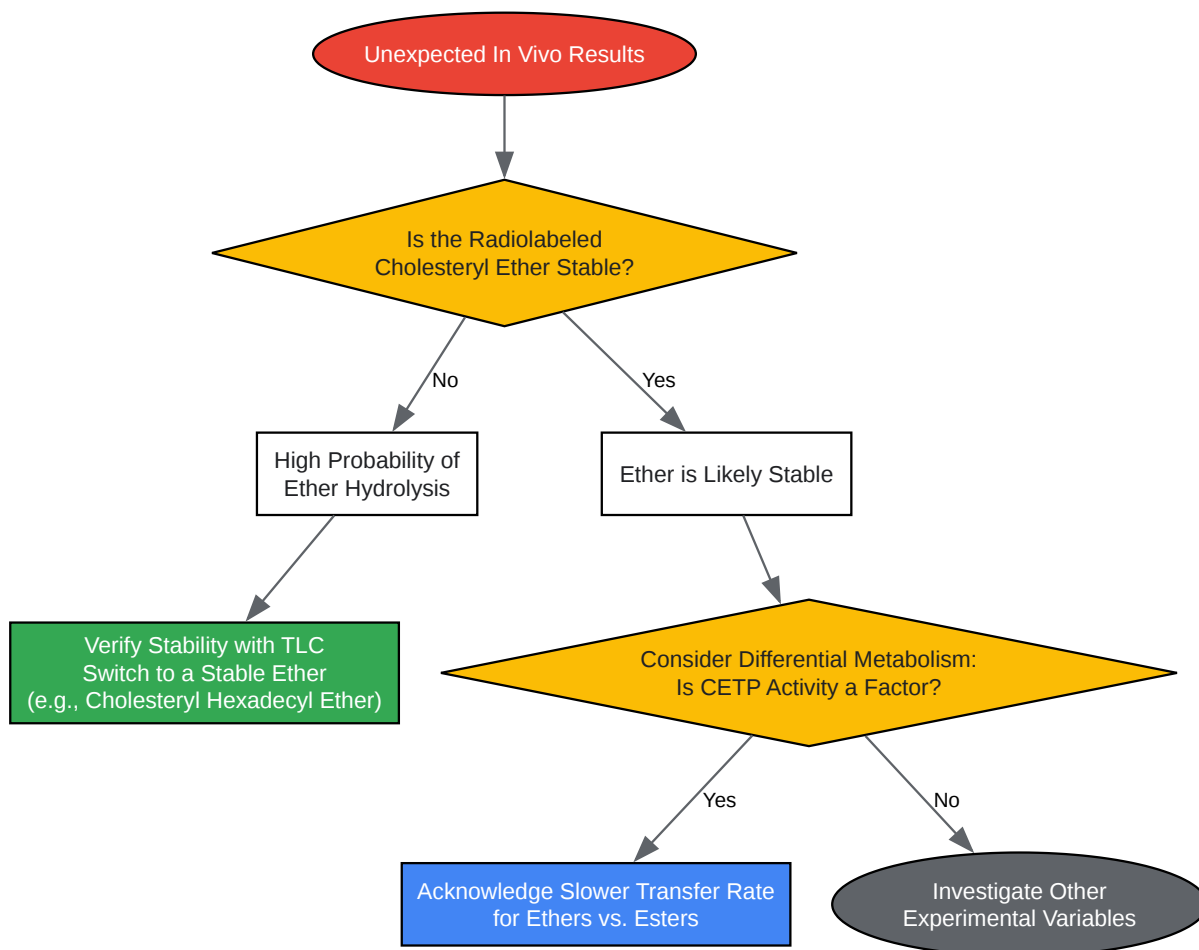 Unexpected In Vivo Results
Is the Radiolabeled
Cholesteryl Ether Stable?
No
Yes
High Probability of
Ether Hydrolysis
Ether is Likely Stable
Verify Stability with TLC
Switch to a Stable Ether
(e.g., Cholesteryl Hexadecyl Ether)
Consider Differential Metabolism:
Is CETP Activity a Factor?
Yes
No
Acknowledge Slower Transfer Rate
for Ethers vs. Esters
Investigate Other
Experimental Variables